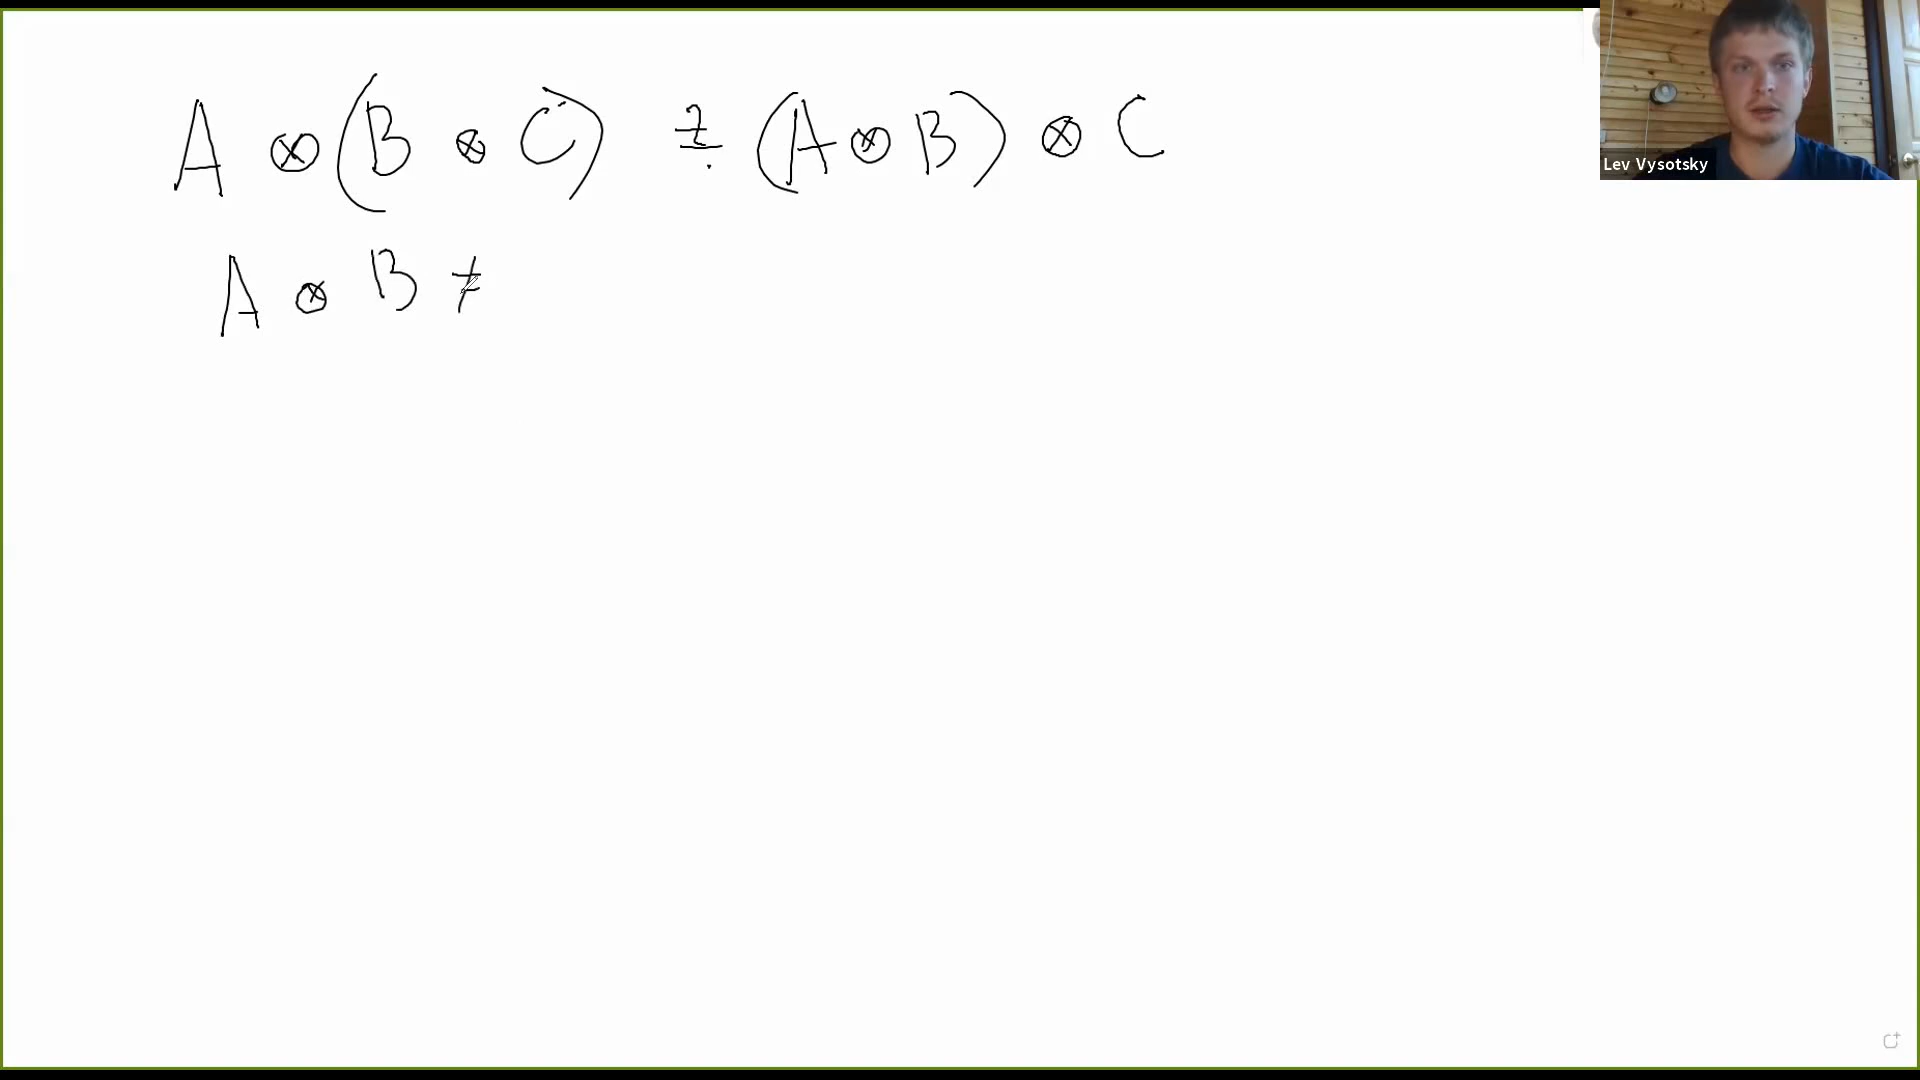 A ⊗ (B ⊗ C) ≟ (A ⊗ B) ⊗ C
A ⊗ B ≠
Lev Vysotsky